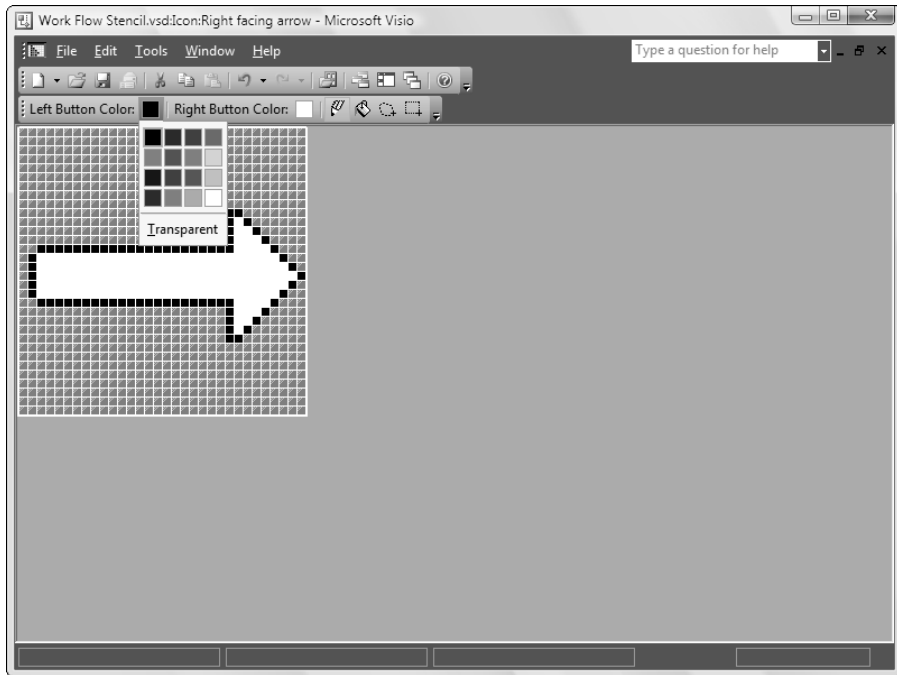 Work Flow Stencil.vsd:Icon:Right facing arrow - Microsoft Visio
File Edit Tools Window Help
Type a question for help
Left Button Color: Right Button Color:
Transparent